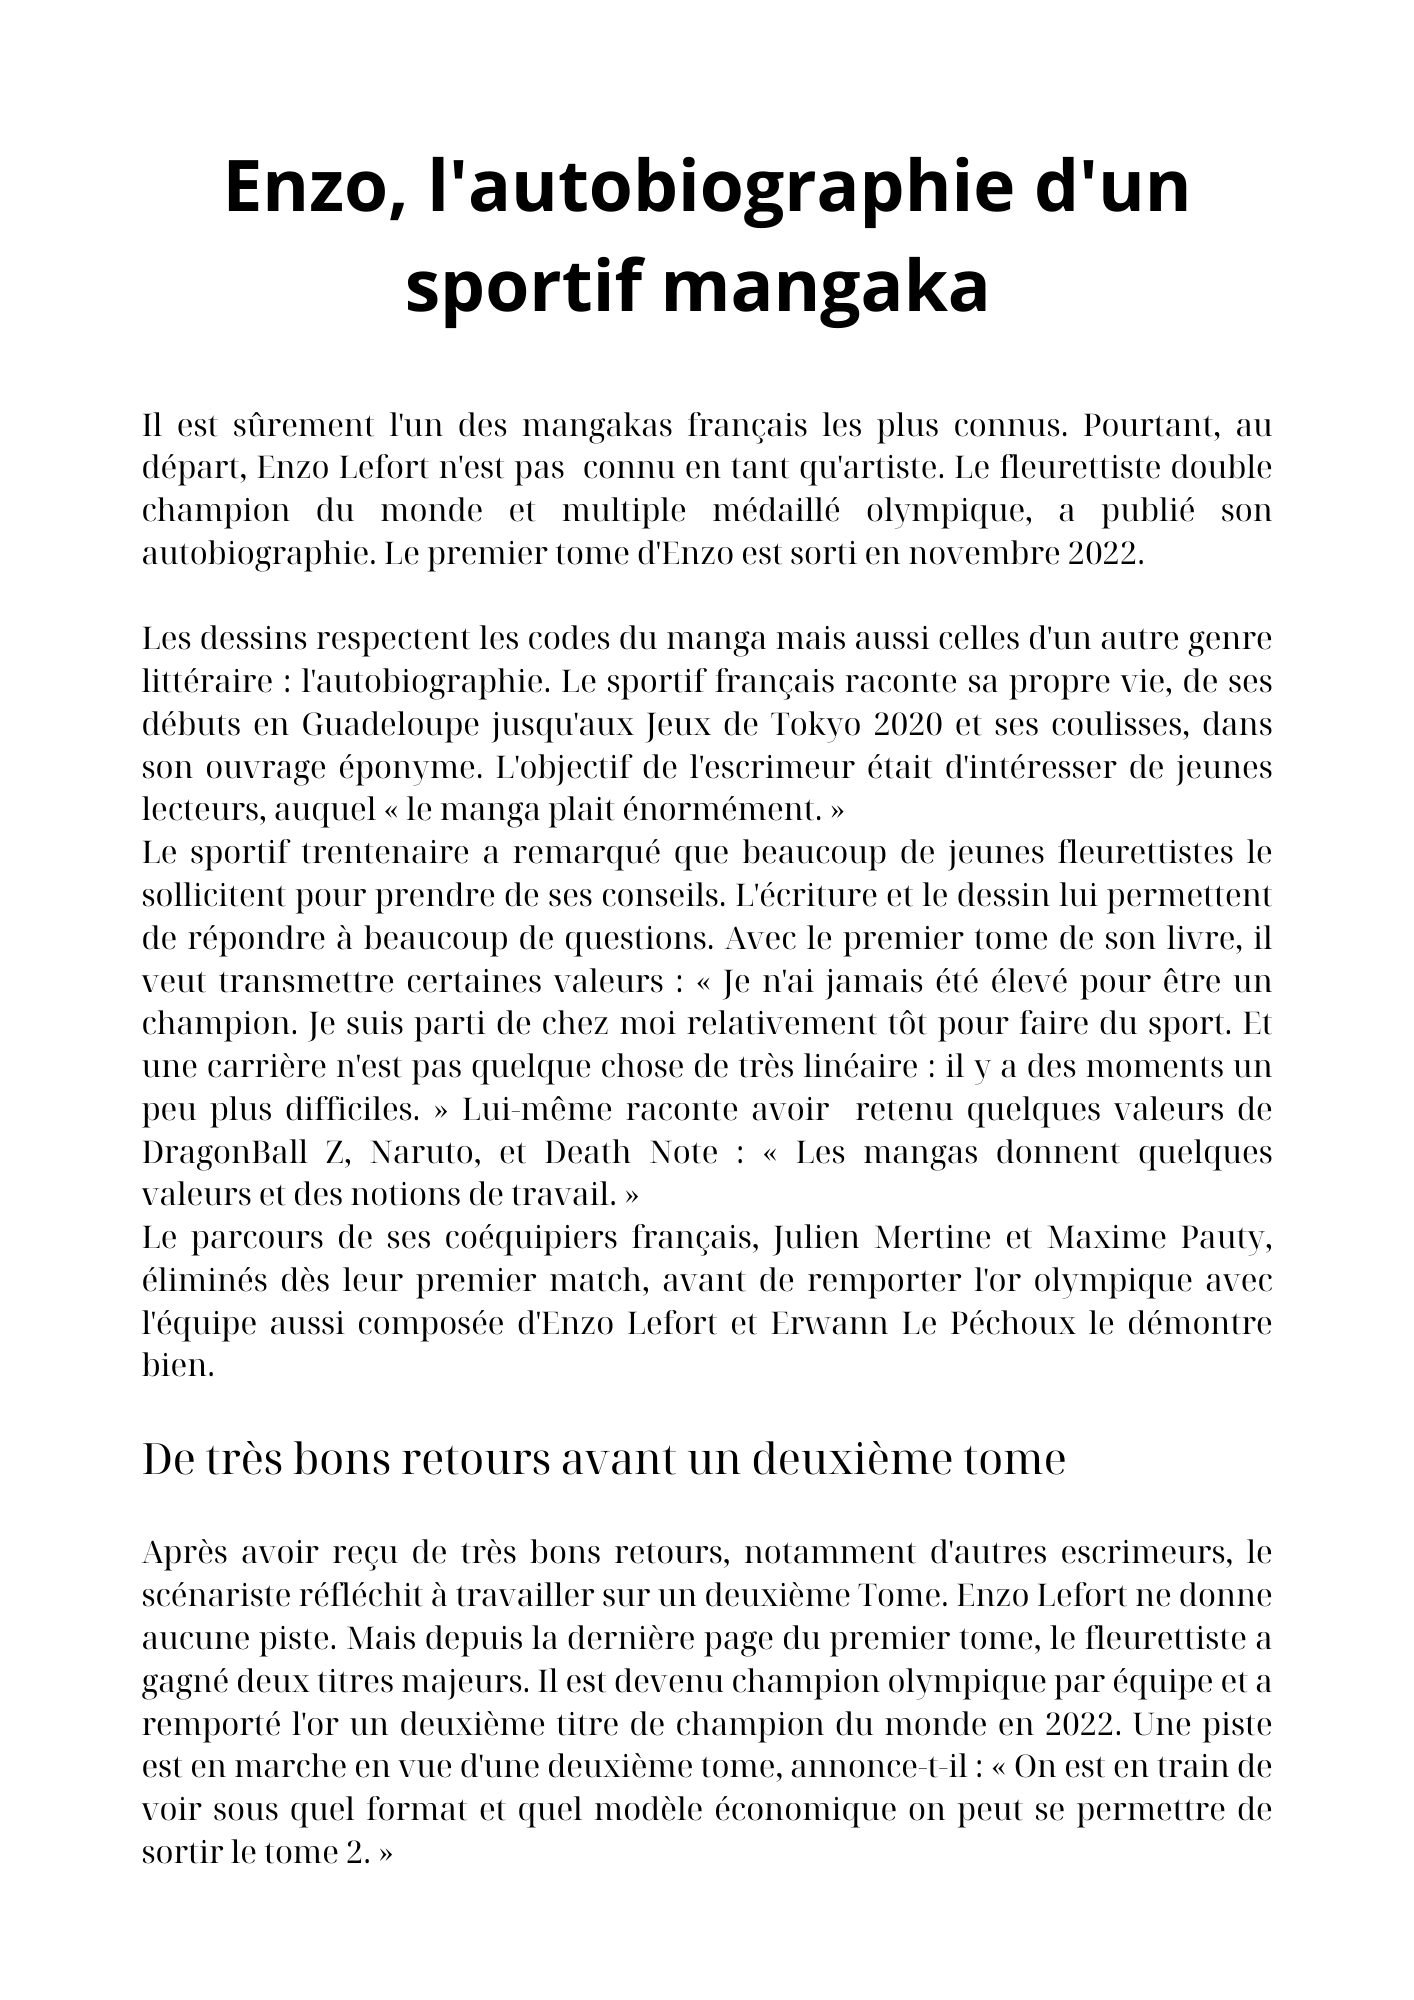 Enzo, l'autobiographie d'un
sportif mangaka
Il est sûrement l'un des mangakas français les plus connus. Pourtant, au
départ, Enzo Lefort n'est pas  connu en tant qu'artiste. Le fleurettiste double
champion du monde et multiple médaillé olympique, a publié son
autobiographie. Le premier tome d'Enzo est sorti en novembre 2022.
Les dessins respectent les codes du manga mais aussi celles d'un autre genre
littéraire : l'autobiographie. Le sportif français raconte sa propre vie, de ses
débuts en Guadeloupe jusqu'aux Jeux de Tokyo 2020 et ses coulisses, dans
son ouvrage éponyme. L'objectif de l'escrimeur était d'intéresser de jeunes
lecteurs, auquel « le manga plait énormément. »
Le sportif trentenaire a remarqué que beaucoup de jeunes fleurettistes le
sollicitent pour prendre de ses conseils. L'écriture et le dessin lui permettent
de répondre à beaucoup de questions. Avec le premier tome de son livre, il
veut transmettre certaines valeurs : « Je n'ai jamais été élevé pour être un
champion. Je suis parti de chez moi relativement tôt pour faire du sport. Et
une carrière n'est pas quelque chose de très linéaire : il y a des moments un
peu plus difficiles. » Lui-même raconte avoir  retenu quelques valeurs de
DragonBall Z, Naruto, et Death Note : « Les mangas donnent quelques
valeurs et des notions de travail. »
Le parcours de ses coéquipiers français, Julien Mertine et Maxime Pauty,
éliminés dès leur premier match, avant de remporter l'or olympique avec
l'équipe aussi composée d'Enzo Lefort et Erwann Le Péchoux le démontre
bien.
De très bons retours avant un deuxième tome
Après avoir reçu de très bons retours, notamment d'autres escrimeurs, le
scénariste réfléchit à travailler sur un deuxième Tome. Enzo Lefort ne donne
aucune piste. Mais depuis la dernière page du premier tome, le fleurettiste a
gagné deux titres majeurs. Il est devenu champion olympique par équipe et a
remporté l'or un deuxième titre de champion du monde en 2022. Une piste
est en marche en vue d'une deuxième tome, annonce-t-il : « On est en train de
voir sous quel format et quel modèle économique on peut se permettre de
sortir le tome 2. »